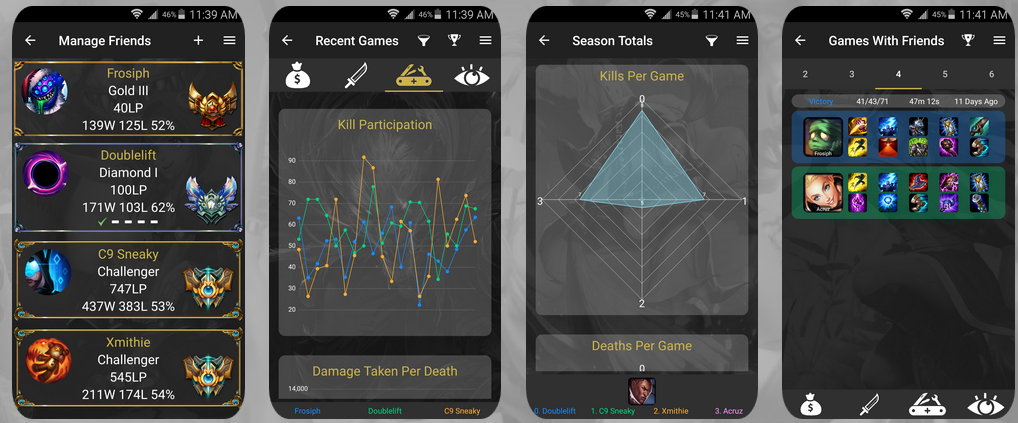 46% 11:39 AM
Manage Friends
Frosiph
Gold III
40LP
139W 125L 52%
Doublelift
Diamond I
100LP
171W 103L 62%
C9 Sneaky
Challenger
747LP
437W 383L 53%
Xmithie
Challenger
545LP
211W 174L 54%
46% 11:39 AM
Recent Games
Kill Participation
90
80
70
60
50
40
30
20
Damage Taken Per Death
14,000
Frosiph Doublelift C9 Sneaky
45% 11:41 AM
Season Totals
Kills Per Game
0
7 7
3 1
2
Deaths Per Game
0
0. Doublelift 1. C9 Sneaky 2. Xmithie 3. Acruz
45% 11:41 AM
Games With Friends
2 3 4 5 6
Victory 41/43/71 47m 12s 11 Days Ago
Frosiph
Acruz